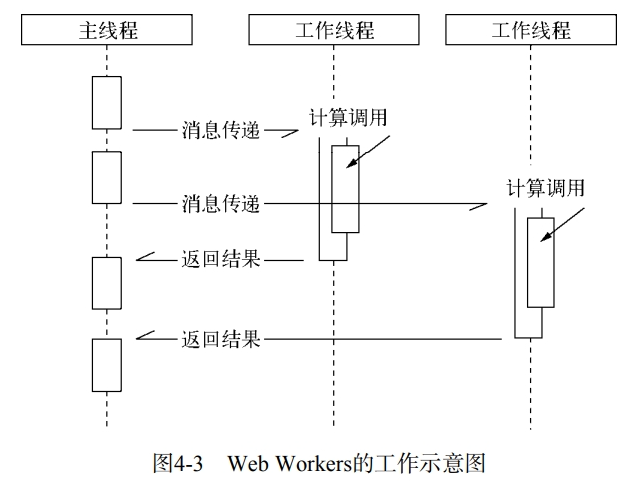 主线程
工作线程
工作线程
计算调用
消息传递
计算调用
消息传递
返回结果
返回结果
图4-3 Web Workers的工作示意图